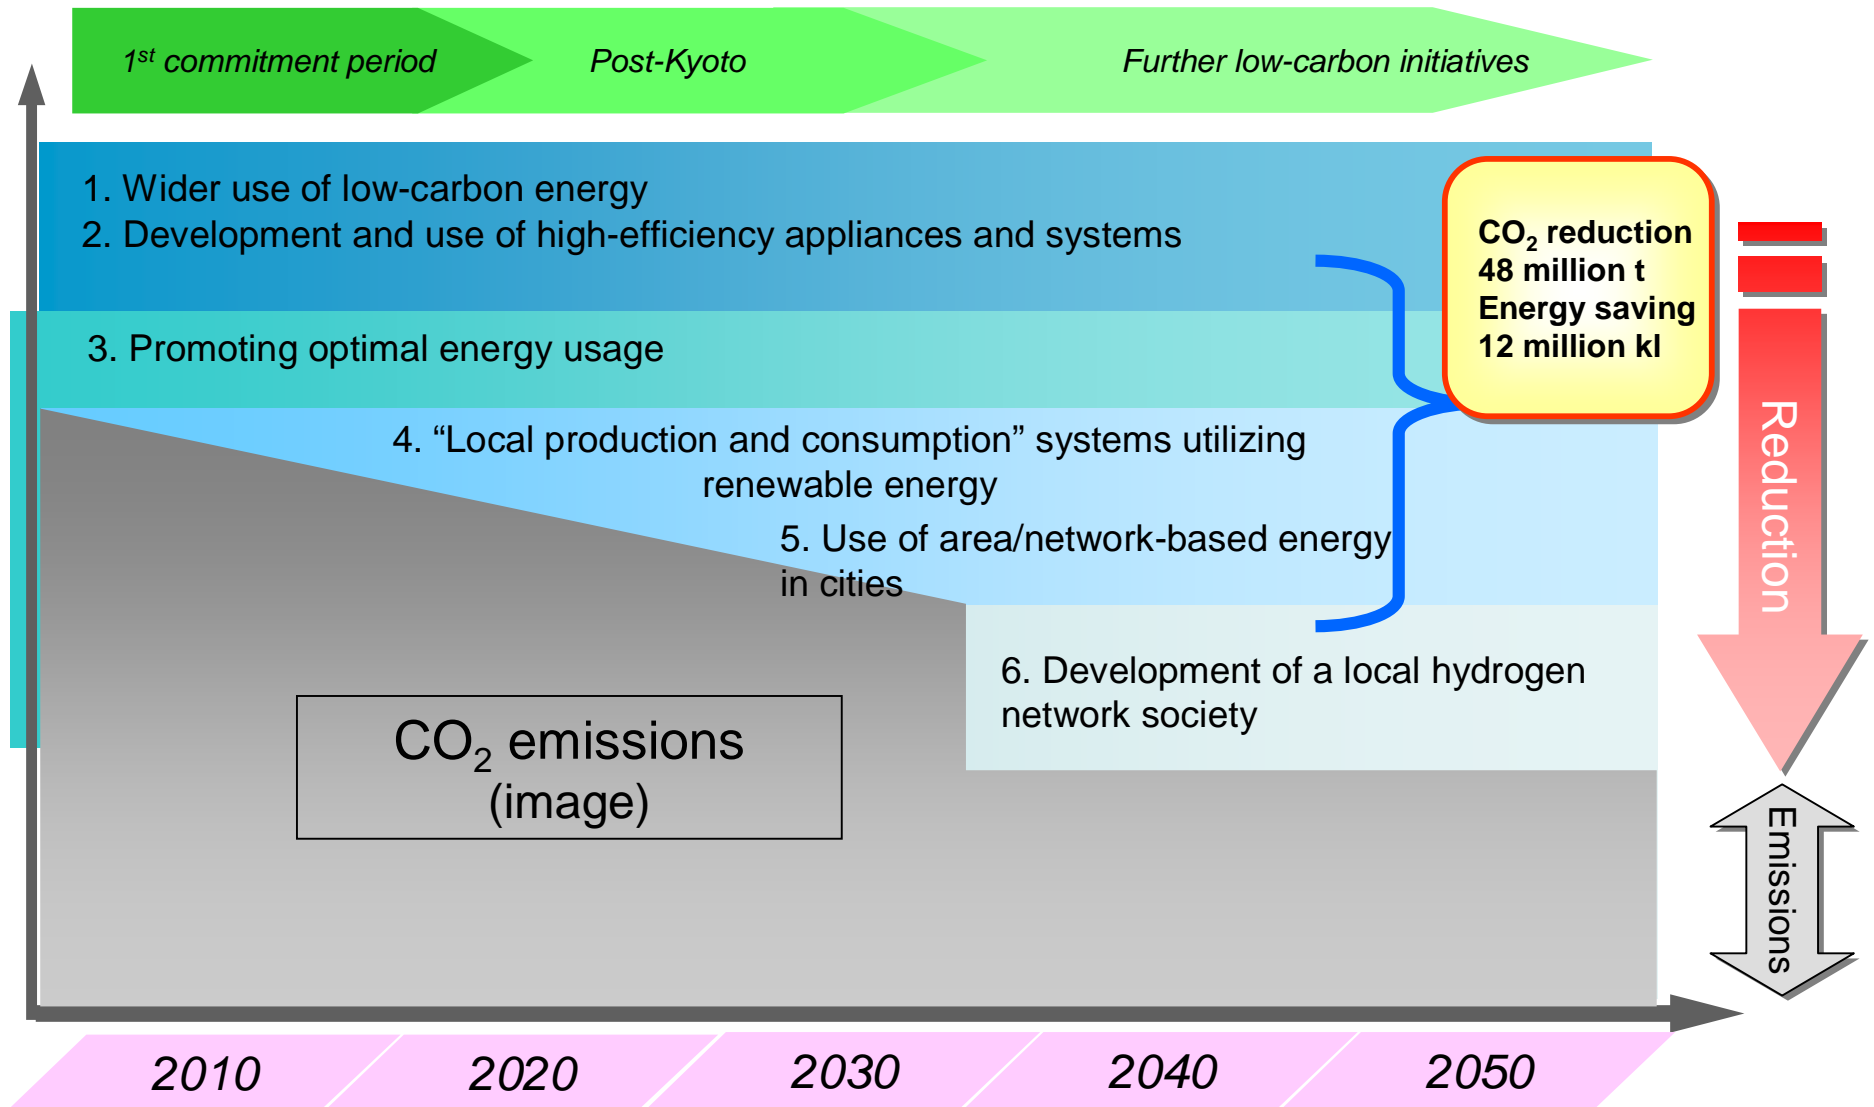 1st commitment period
Post-Kyoto
Further low-carbon initiatives
1. Wider use of low-carbon energy
2. Development and use of high-efficiency appliances and systems
CO2 reduction
48 million t
Energy saving
12 million kl
3. Promoting optimal energy usage
4. “Local production and consumption” systems utilizing
renewable energy
5. Use of area/network-based energy
in cities
6. Development of a local hydrogen
network society
CO2 emissions
(image)
Reduction
Emissions
2010
2020
2030
2040
2050